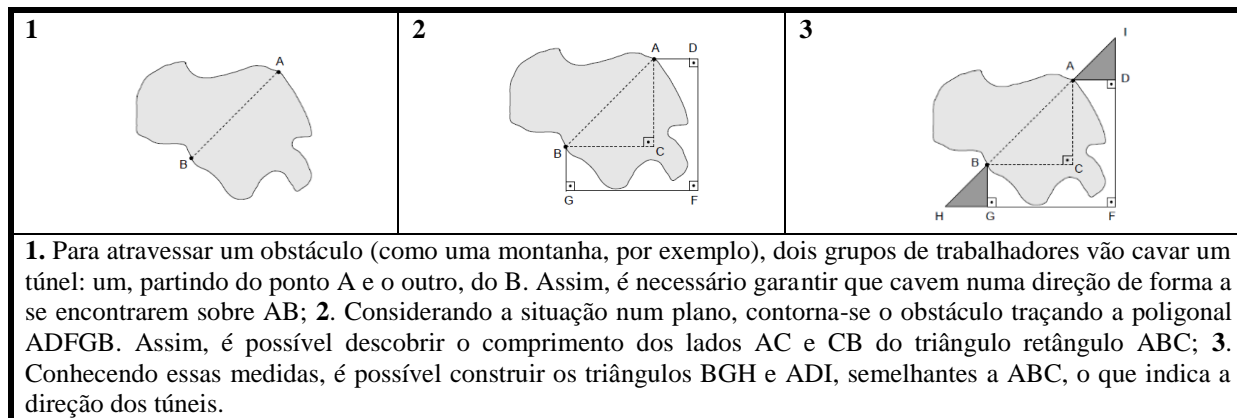 1
A
B
2
A
D
B
C
G
F
3
I
A
D
B
C
H
G
F
1. Para atravessar um obstáculo (como uma montanha, por exemplo), dois grupos de trabalhadores vão cavar um
túnel: um, partindo do ponto A e o outro, do B. Assim, é necessário garantir que cavem numa direção de forma a
se encontrarem sobre AB; 2. Considerando a situação num plano, contorna-se o obstáculo traçando a poligonal
ADFGB. Assim, é possível descobrir o comprimento dos lados AC e CB do triângulo retângulo ABC; 3.
Conhecendo essas medidas, é possível construir os triângulos BGH e ADI, semelhantes a ABC, o que indica a
direção dos túneis.